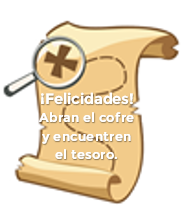 ¡Felicidades!
Abran el cofre
y encuentren
el tesoro.